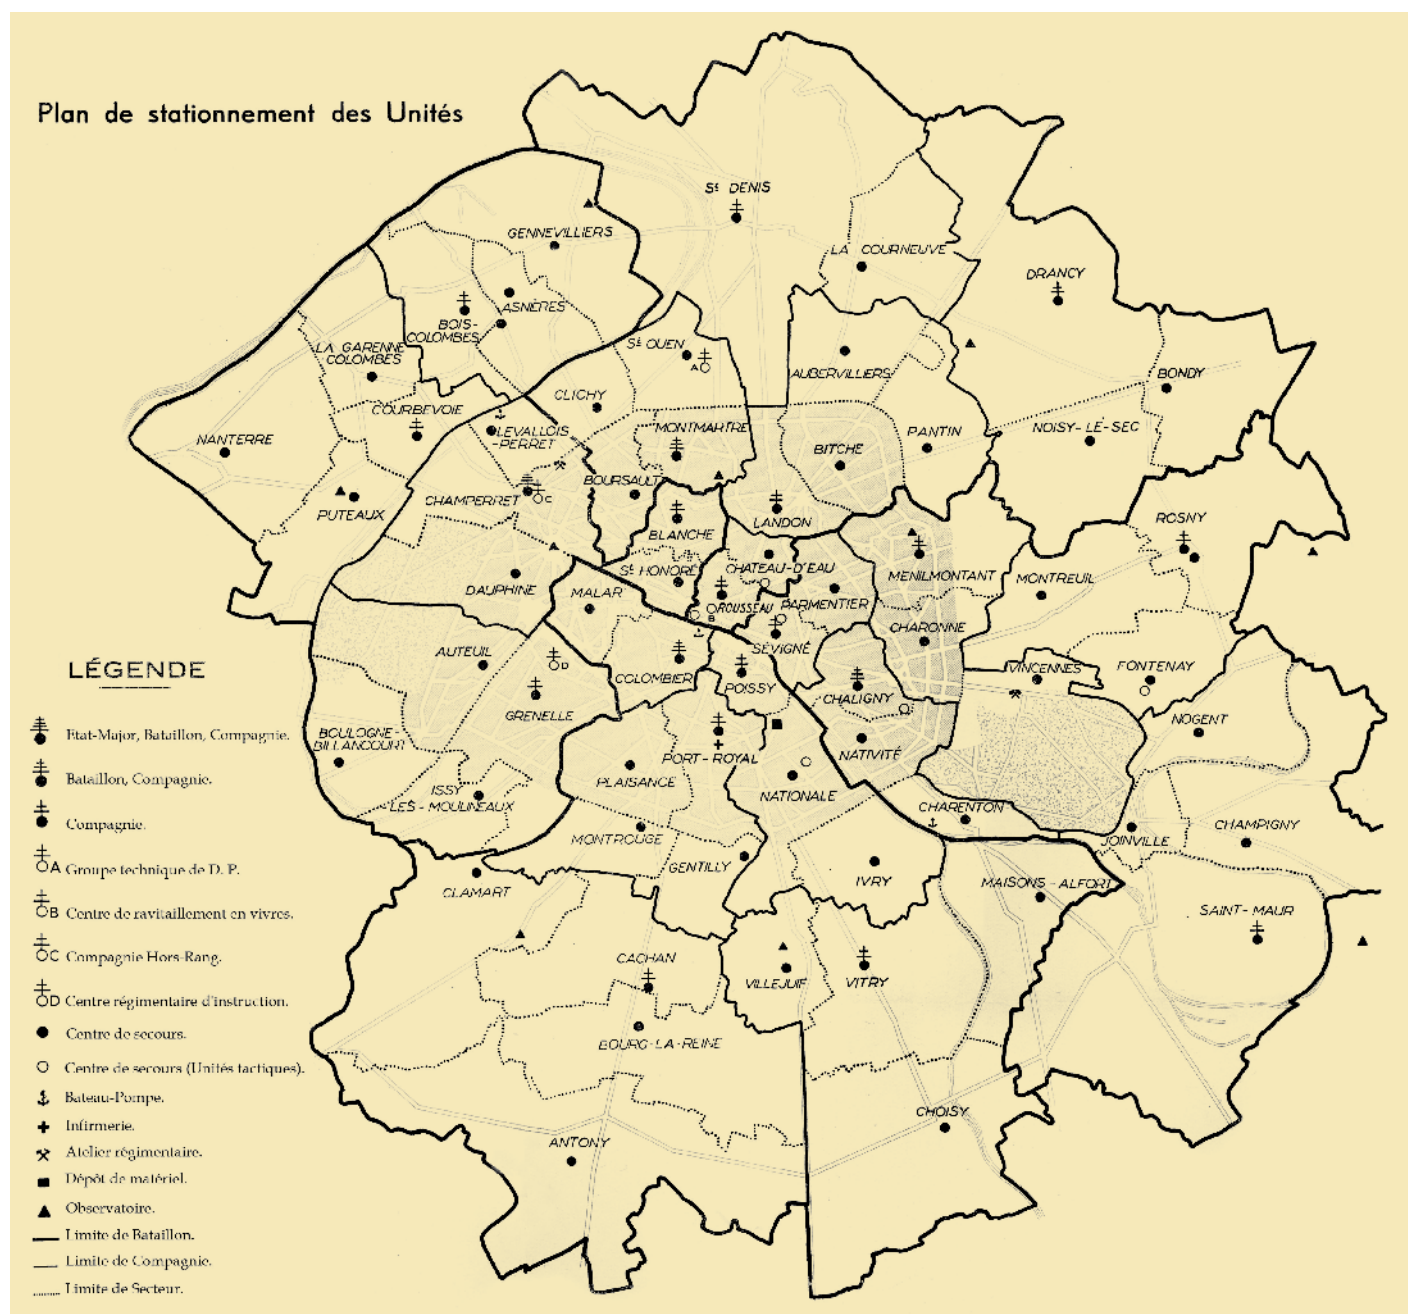 Plan de stationnement des Unités
St DENIS
GENNEVILLIERS
LA COURNEUVE
DRANCY
ASNIÈRES
BOIS-
COLOMBES
LA GARENNE
COLOMBES
St OUEN
A
AUBERVILLIERS
BONDY
CLICHY
COURBEVOIE
LEVALLOIS
-PERRET
MONTMARTRE
NANTERRE
BITCHE
PANTIN
NOISY-LE-SEC
BOURSAULT
CHAMPERRET
C
PUTEAUX
LANDON
ROSNY
BLANCHE
CHATEAU-D'EAU
St HONORÉ
MENILMONTANT
MONTREUIL
DAUPHINE
MALAR
ROUSSEAU
PARMENTIER
B
CHARONNE
AUTEUIL
SÉVIGNÉ
D
VINCENNES
FONTENAY
COLOMBIER
POISSY
CHALIGNY
GRENELLE
NOGENT
BOULOGNE-
BILLANCOURT
PORT-ROYAL
NATIVITÉ
PLAISANCE
ISSY
LES-MOULINEAUX
NATIONALE
CHARENTON
MONTROUGE
JOINVILLE
CHAMPIGNY
GENTILLY
CLAMART
IVRY
MAISONS-ALFORT
SAINT-MAUR
CACHAN
VILLEJUIF
VITRY
BOURG-LA-REINE
CHOISY
ANTONY
LÉGENDE
Etat-Major, Bataillon, Compagnie.
Bataillon, Compagnie.
Compagnie.
A Groupe technique de D. P.
B Centre de ravitaillement en vivres.
C Compagnie Hors-Rang.
D Centre régimentaire d'instruction.
Centre de secours.
Centre de secours (Unités tactiques).
Bateau-Pompe.
Infirmerie.
Atelier régimentaire.
Dépôt de matériel.
Observatoire.
Limite de Bataillon.
Limite de Compagnie.
Limite de Secteur.